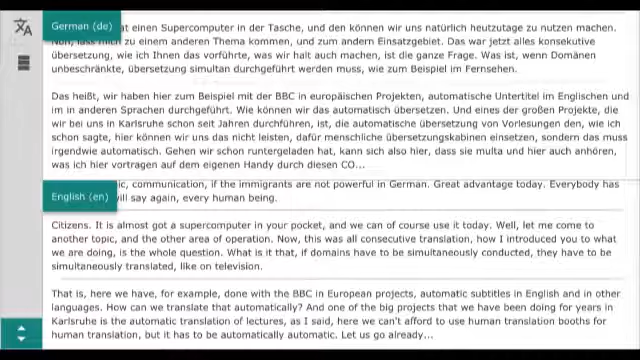 German (de)
at einen Supercomputer in der Tasche, und den können wir uns natürlich heutzutage zu nutzen machen.
Nun, lass mich zu einem anderen Thema kommen, und zum anderen Einsatzgebiet. Das war jetzt alles konsekutive
übersetzung, wie ich Ihnen das vorführte, was wir halt auch machen, ist die ganze Frage. Was ist, wenn Domänen
unbeschränkte, übersetzung simultan durchgeführt werden muss, wie zum Beispiel im Fernsehen.
Das heißt, wir haben hier zum Beispiel mit der BBC in europäischen Projekten, automatische Untertitel im Englischen und
im in anderen Sprachen durchgeführt. Wie können wir das automatisch übersetzen. Und eines der großen Projekte, die
wir bei uns in Karlsruhe schon seit Jahren durchführen, ist, die automatische übersetzung von Vorlesungen den, wie ich
schon sagte, hier können wir uns das nicht leisten, dafür menschliche übersetzungskabinen einsetzen, sondern das muss
irgendwie automatisch. Gehen wir schon runtergeladen hat, kann sich also hier, dass sie multa und hier auch anhören,
was ich hier vortragen auf dem eigenen Handy durch diesen CO...
ic, communication, if the immigrants are not powerful in German. Great advantage today. Everybody has
English (en)
will say again, every human being.
Citizens. It is almost got a supercomputer in your pocket, and we can of course use it today. Well, let me come to
another topic, and the other area of operation. Now, this was all consecutive translation, how I introduced you to what
we are doing, is the whole question. What is it that, if domains have to be simultaneously conducted, they have to be
simultaneously translated, like on television.
That is, here we have, for example, done with the BBC in European projects, automatic subtitles in English and in other
languages. How can we translate that automatically? And one of the big projects that we have been doing for years in
Karlsruhe is the automatic translation of lectures, as I said, here we can't afford to use human translation booths for
human translation, but it has to be automatically automatic. Let us go already...